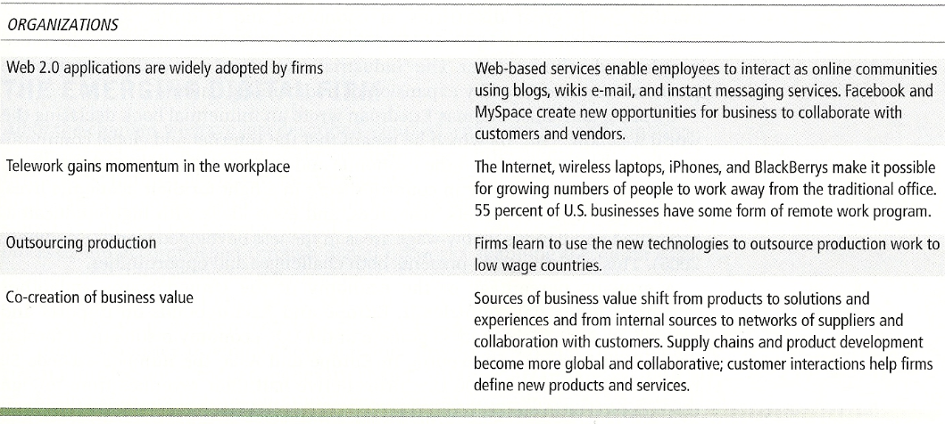 ORGANIZATIONS
Web 2.0 applications are widely adopted by firms
Web-based services enable employees to interact as online communities
using blogs, wikis e-mail, and instant messaging services. Facebook and
MySpace create new opportunities for business to collaborate with
customers and vendors.
Telework gains momentum in the workplace
The Internet, wireless laptops, iPhones, and BlackBerrys make it possible
for growing numbers of people to work away from the traditional office.
55 percent of U.S. businesses have some form of remote work program.
Outsourcing production
Firms learn to use the new technologies to outsource production work to
low wage countries.
Co-creation of business value
Sources of business value shift from products to solutions and
experiences and from internal sources to networks of suppliers and
collaboration with customers. Supply chains and product development
become more global and collaborative; customer interactions help firms
define new products and services.